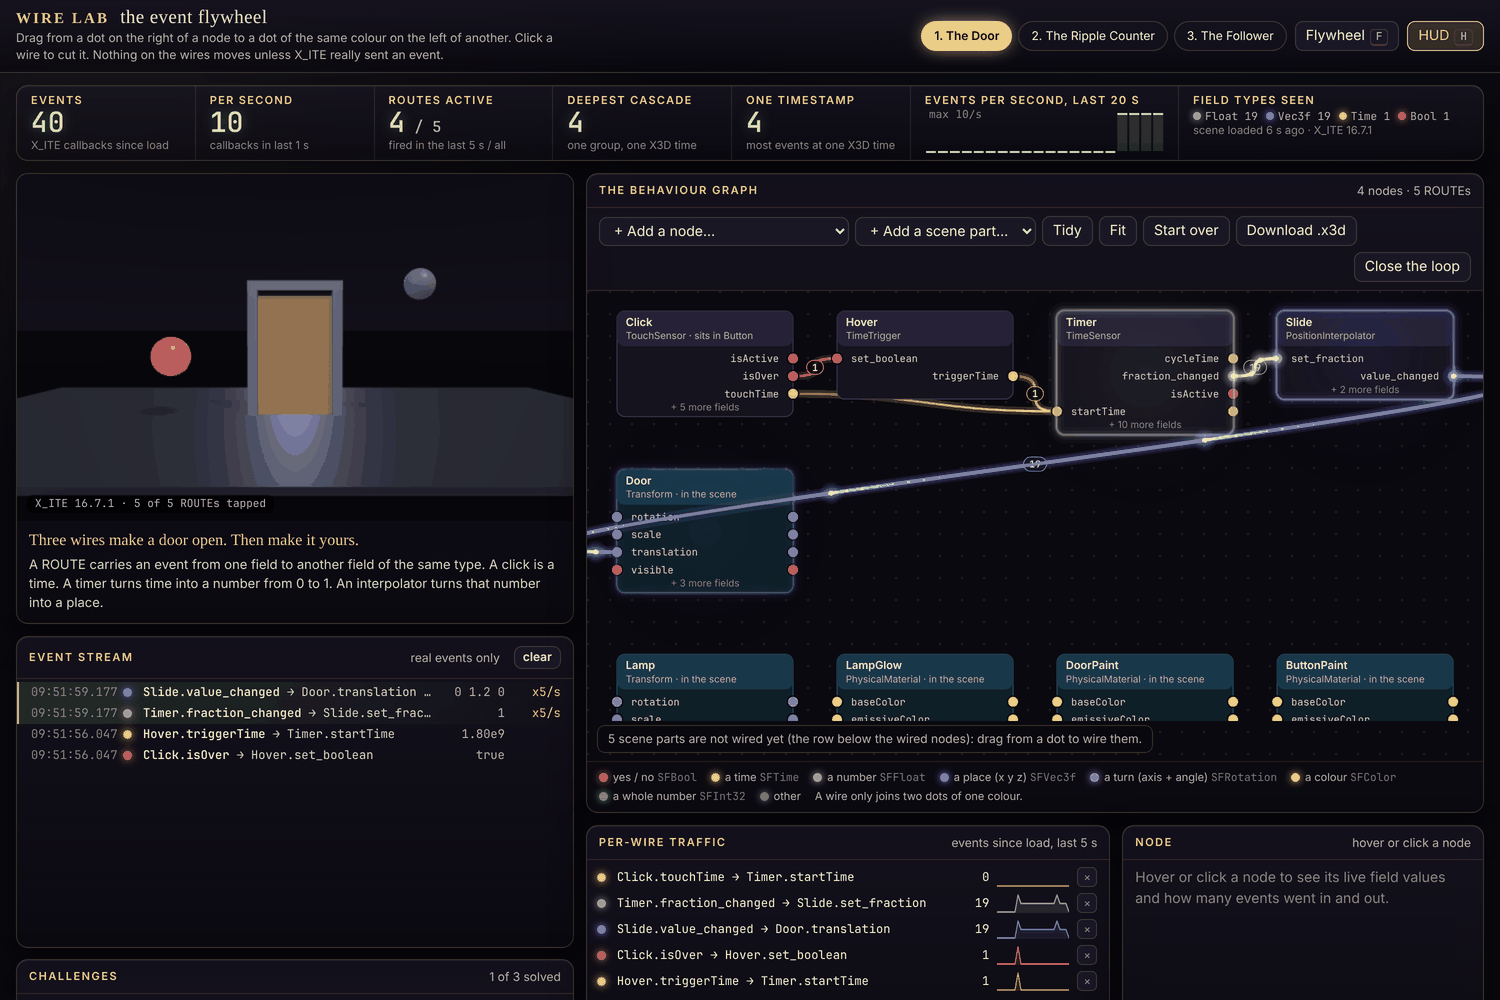 WIRE LAB the event flywheel
Drag from a dot on the right of a node to a dot of the same colour on the left of another. Click a
wire to cut it. Nothing on the wires moves unless X_ITE really sent an event.
1. The Door
2. The Ripple Counter
3. The Follower
Flywheel F
HUD H
EVENTS
40
X_ITE callbacks since load
PER SECOND
10
callbacks in last 1 s
ROUTES ACTIVE
4 / 5
fired in the last 5 s / all
DEEPEST CASCADE
4
one group, one X3D time
ONE TIMESTAMP
4
most events at one X3D time
EVENTS PER SECOND, LAST 20 S
max 10/s
FIELD TYPES SEEN
Float 19 Vec3f 19 Time 1 Bool 1
scene loaded 6 s ago · X_ITE 16.7.1
X_ITE 16.7.1 · 5 of 5 ROUTEs tapped
Three wires make a door open. Then make it yours.
A ROUTE carries an event from one field to another field of the same type. A click is a
time. A timer turns time into a number from 0 to 1. An interpolator turns that number
into a place.
EVENT STREAM
real events only
clear
09:51:59.177 Slide.value_changed → Door.translation … 0 1.2 0 x5/s
09:51:59.177 Timer.fraction_changed → Slide.set_frac… 1 x5/s
09:51:56.047 Hover.triggerTime → Timer.startTime 1.80e9
09:51:56.047 Click.isOver → Hover.set_boolean true
CHALLENGES
1 of 3 solved
THE BEHAVIOUR GRAPH
4 nodes · 5 ROUTEs
+ Add a node...
+ Add a scene part...
Tidy
Fit
Start over
Download .x3d
Close the loop
Click
TouchSensor · sits in Button
isActive
isOver
touchTime
+ 5 more fields
1
Hover
TimeTrigger
set_boolean
triggerTime
1
Timer
TimeSensor
cycleTime
fraction_changed
isActive
startTime
+ 10 more fields
Slide
PositionInterpolator
set_fraction
value_changed
+ 2 more fields
19
Door
Transform · in the scene
rotation
scale
translation
visible
+ 3 more fields
Lamp
Transform · in the scene
rotation
scale
LampGlow
PhysicalMaterial · in the scene
baseColor
emissiveColor
DoorPaint
PhysicalMaterial · in the scene
baseColor
emissiveColor
ButtonPaint
PhysicalMaterial · in the scene
baseColor
emissiveColor
5 scene parts are not wired yet (the row below the wired nodes): drag from a dot to wire them.
yes / no SFBool a time SFTime a number SFFloat a place (x y z) SFVec3f a turn (axis + angle) SFRotation a colour SFColor
a whole number SFInt32 other A wire only joins two dots of one colour.
PER-WIRE TRAFFIC
events since load, last 5 s
Click.touchTime → Timer.startTime 0 ×
Timer.fraction_changed → Slide.set_fraction 19 ×
Slide.value_changed → Door.translation 19 ×
Click.isOver → Hover.set_boolean 1 ×
Hover.triggerTime → Timer.startTime 1 ×
NODE
hover or click a node
Hover or click a node to see its live field values
and how many events went in and out.